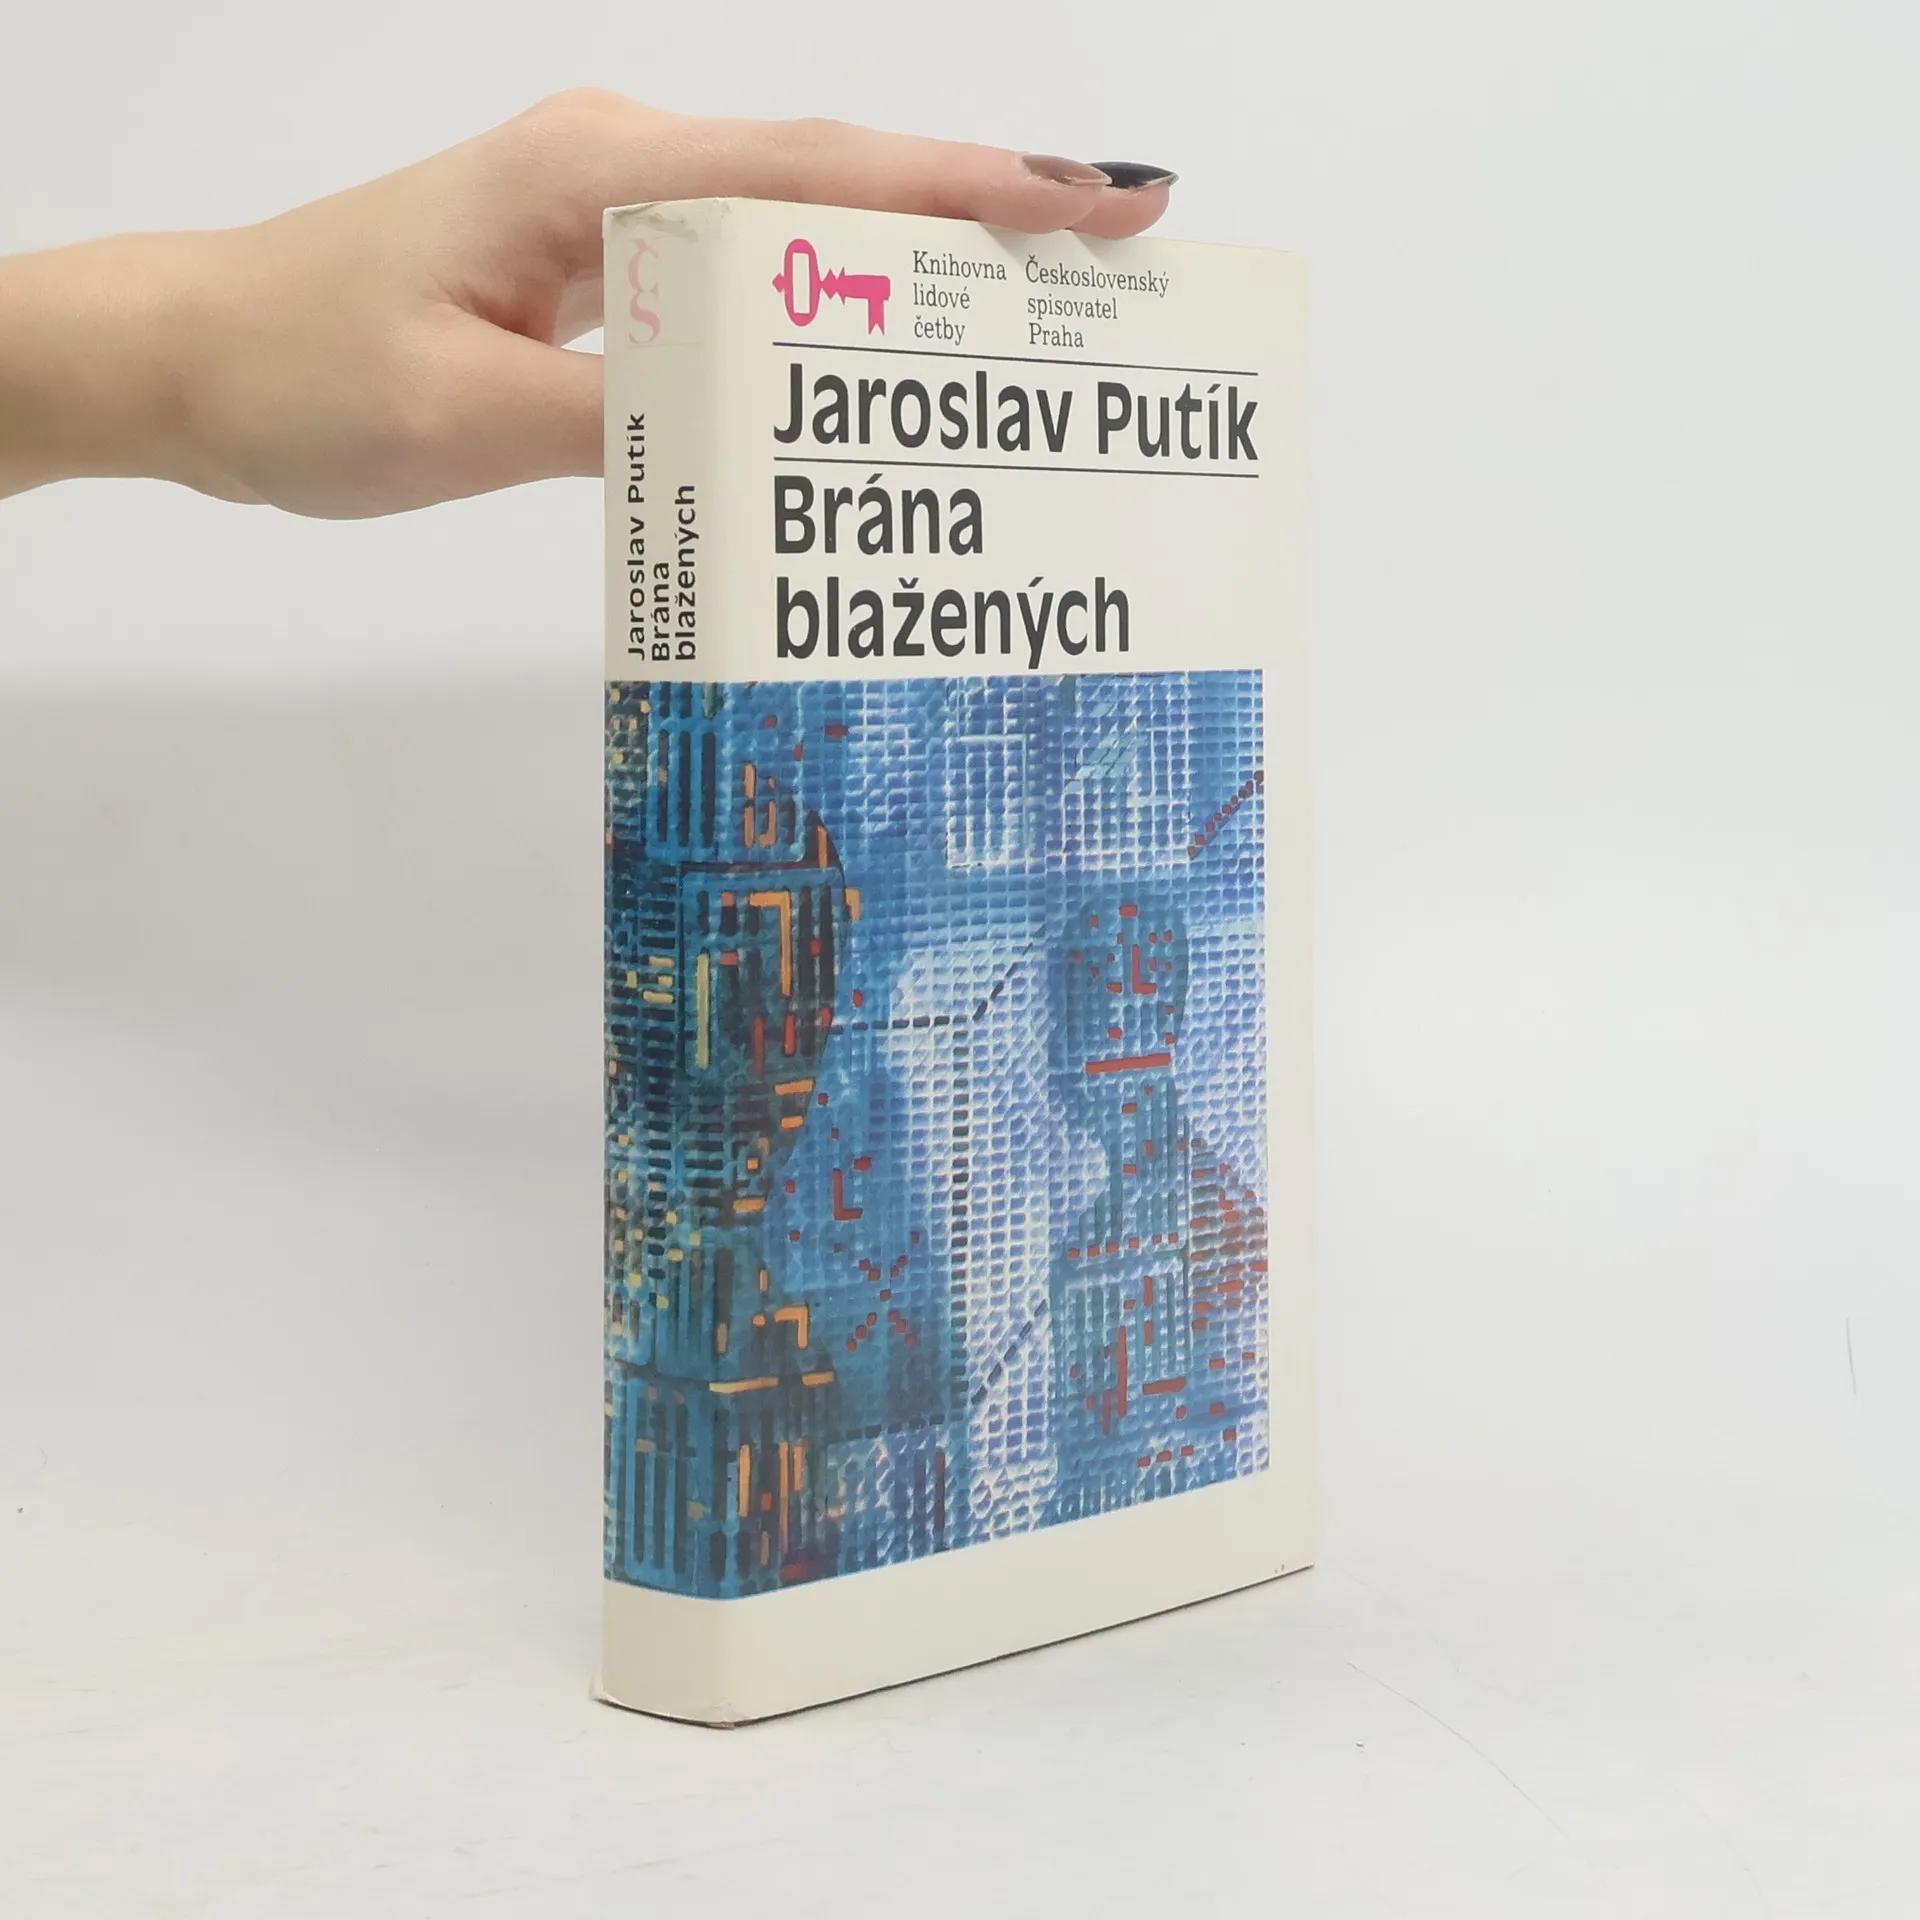 Knihovna
lidové
četby
Československý
spisovatel
Praha
Jaroslav Putík
Brána
blažených
ČS
Jaroslav Putík
Brána
blažených